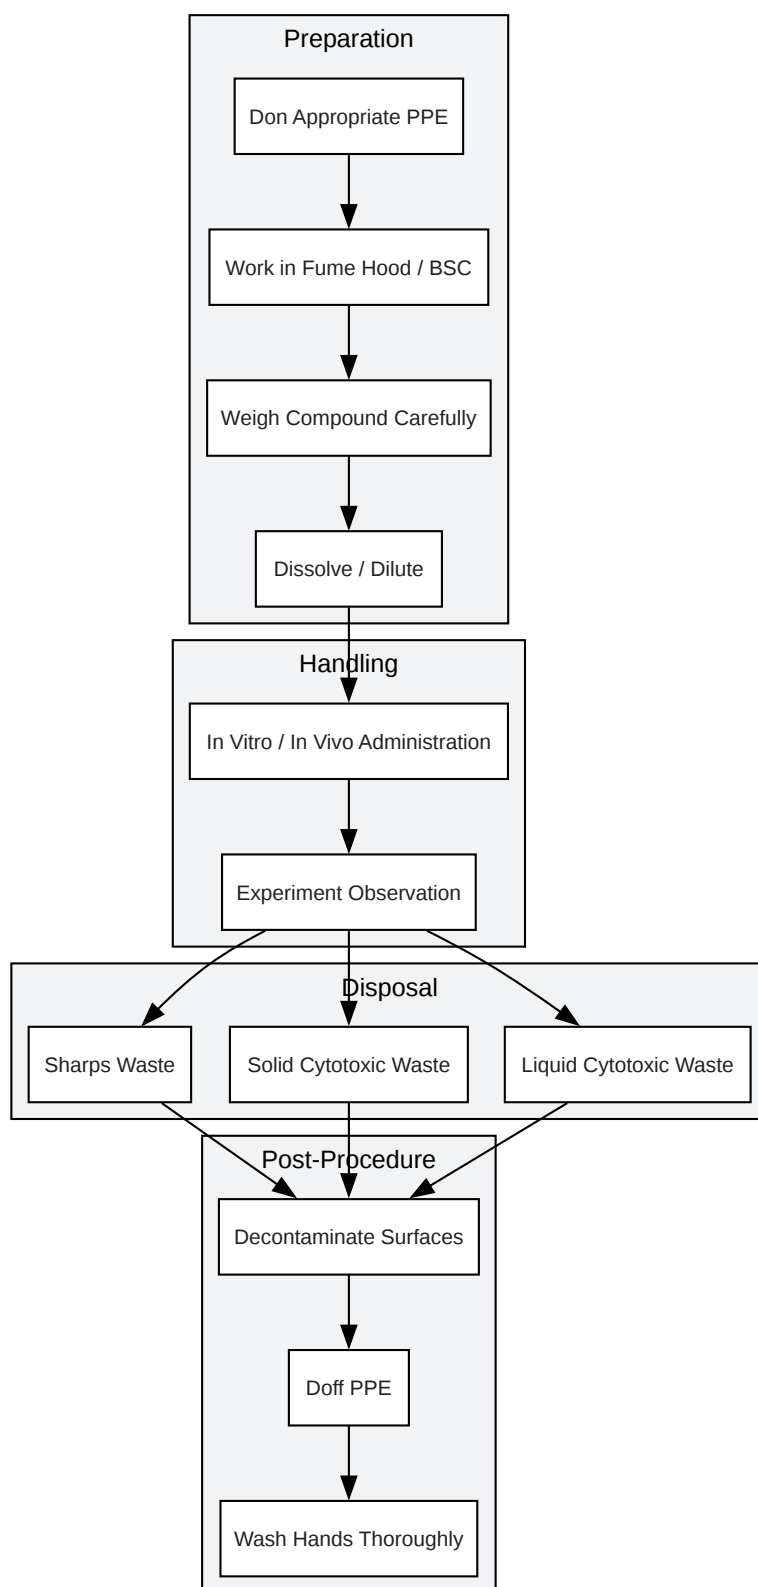 Preparation
Don Appropriate PPE
Work in Fume Hood / BSC
Weigh Compound Carefully
Dissolve / Dilute
Handling
In Vitro / In Vivo Administration
Experiment Observation
Disposal
Sharps Waste
Solid Cytotoxic Waste
Liquid Cytotoxic Waste
Post-Procedure
Decontaminate Surfaces
Doff PPE
Wash Hands Thoroughly